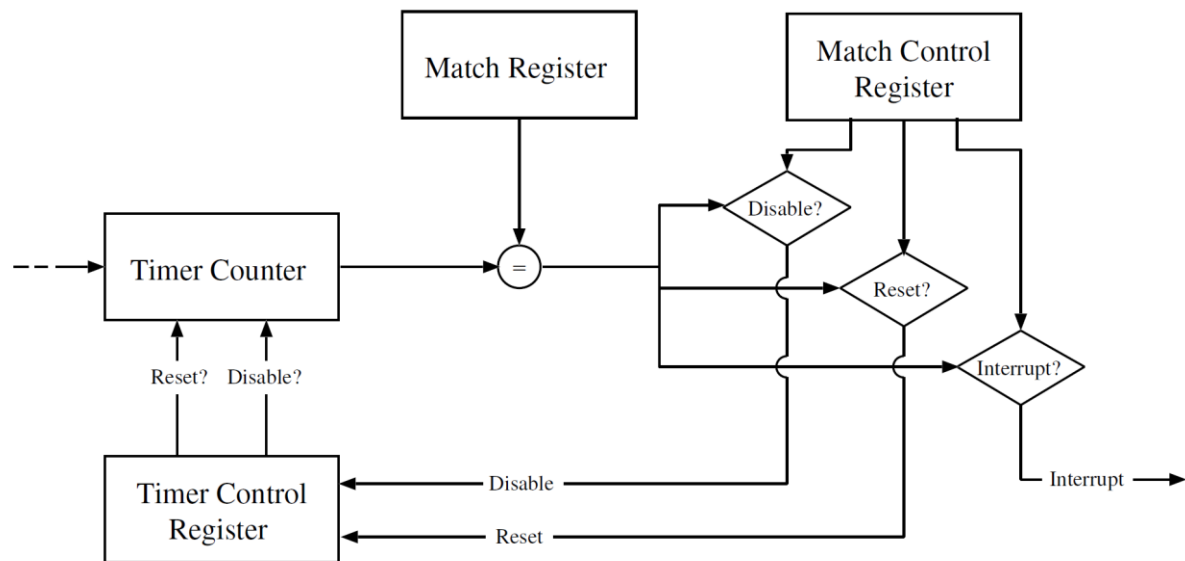 Match Register
Match Control
Register
Disable?
Timer Counter
=
Reset?
Reset?
Disable?
Interrupt?
Timer Control
Register
Disable
Interrupt
Reset